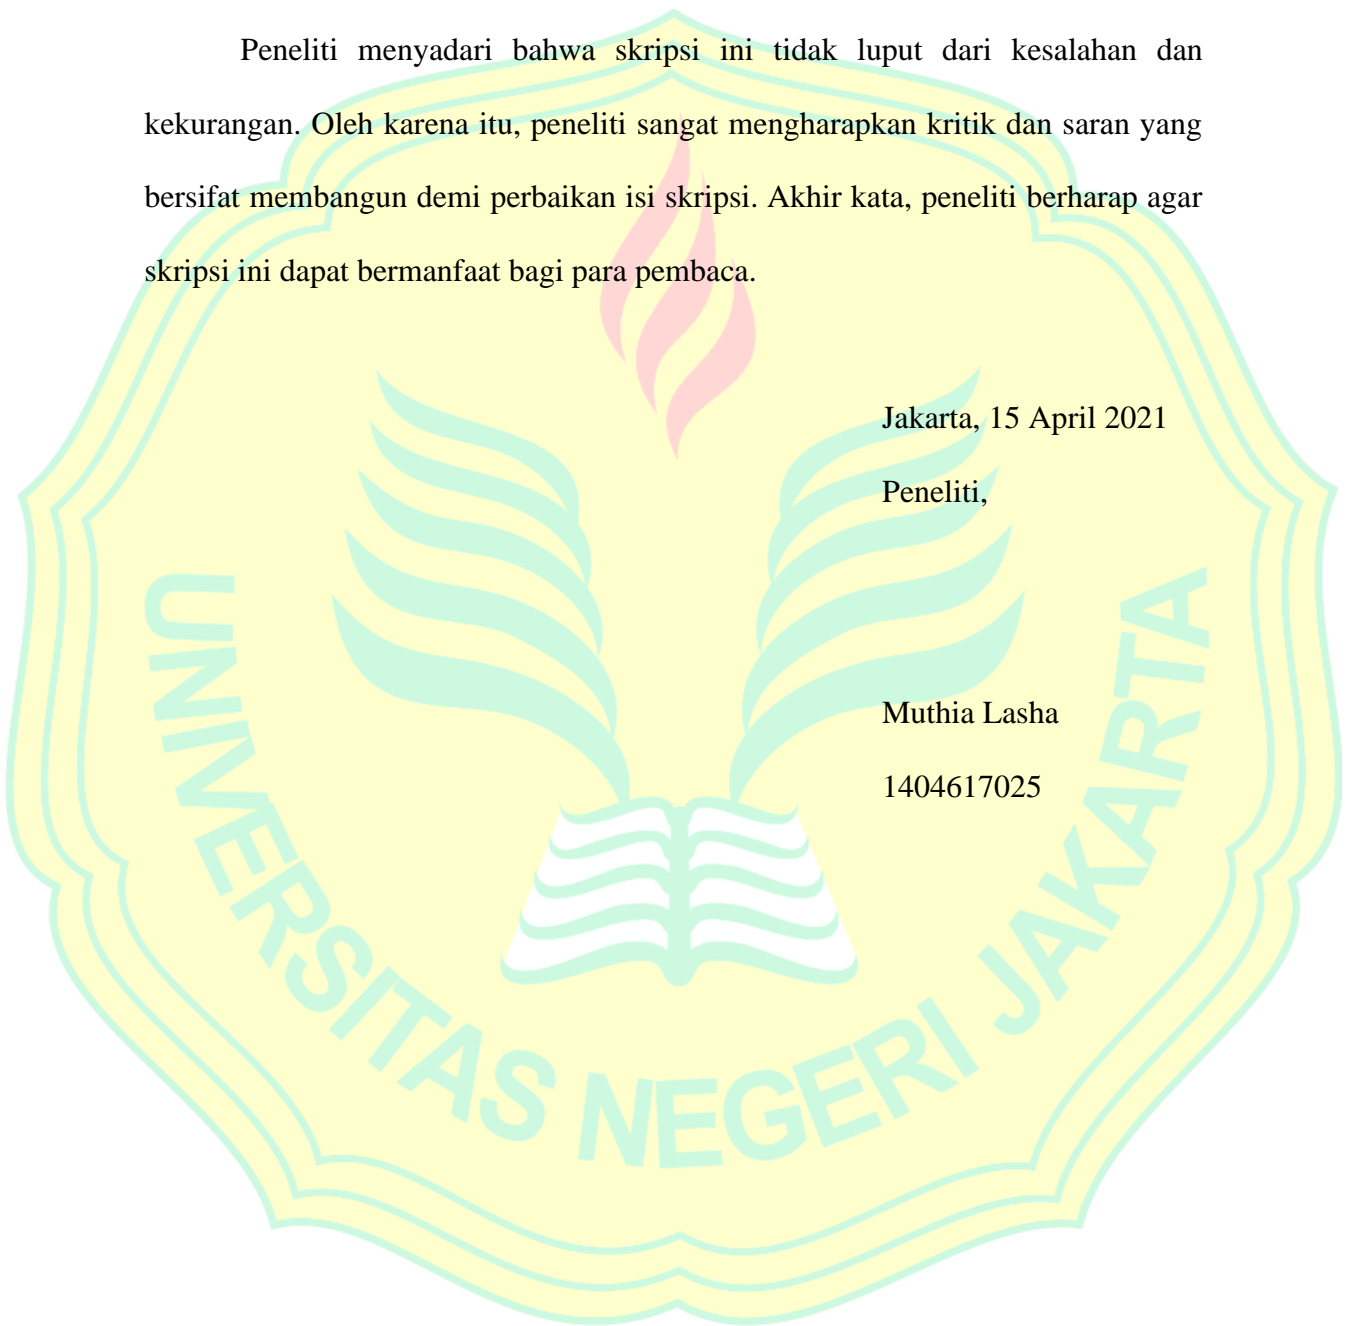 Peneliti menyadari bahwa skripsi ini tidak luput dari kesalahan dan
kekurangan. Oleh karena itu, peneliti sangat mengharapkan kritik dan saran yang
bersifat membangun demi perbaikan isi skripsi. Akhir kata, peneliti berharap agar
skripsi ini dapat bermanfaat bagi para pembaca.
Jakarta, 15 April 2021
Peneliti,
Muthia Lasha
1404617025
UNIVERSITAS NEGERI JAKARTA